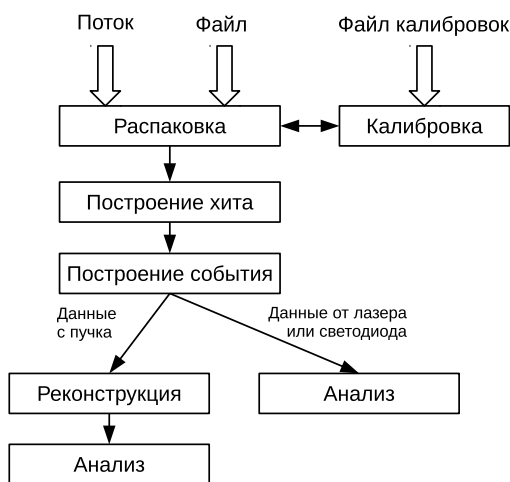 Поток
Файл
Файл калибровок
Распаковка
Калибровка
Построение хита
Построение события
Данные
с пучка
Данные от лазера
или светодиода
Реконструкция
Анализ
Анализ